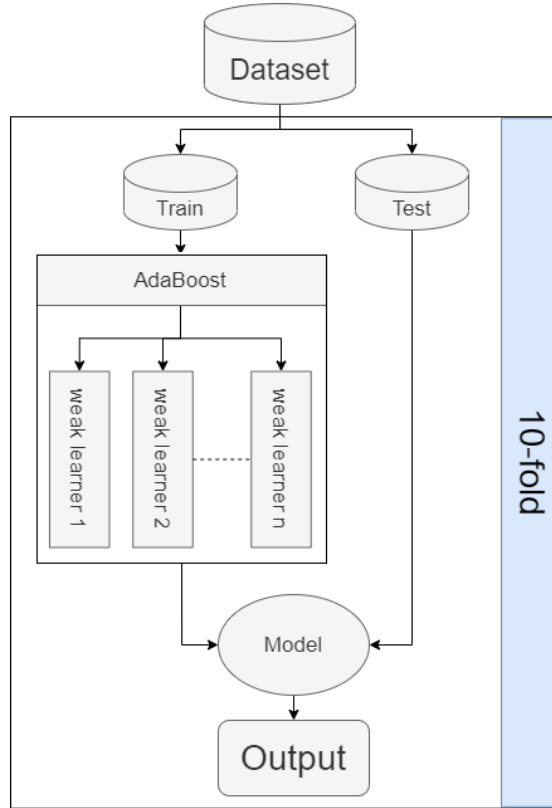 Dataset
Train
Test
AdaBoost
weak learner 1
weak learner 2
weak learner n
10-fold
Model
Output